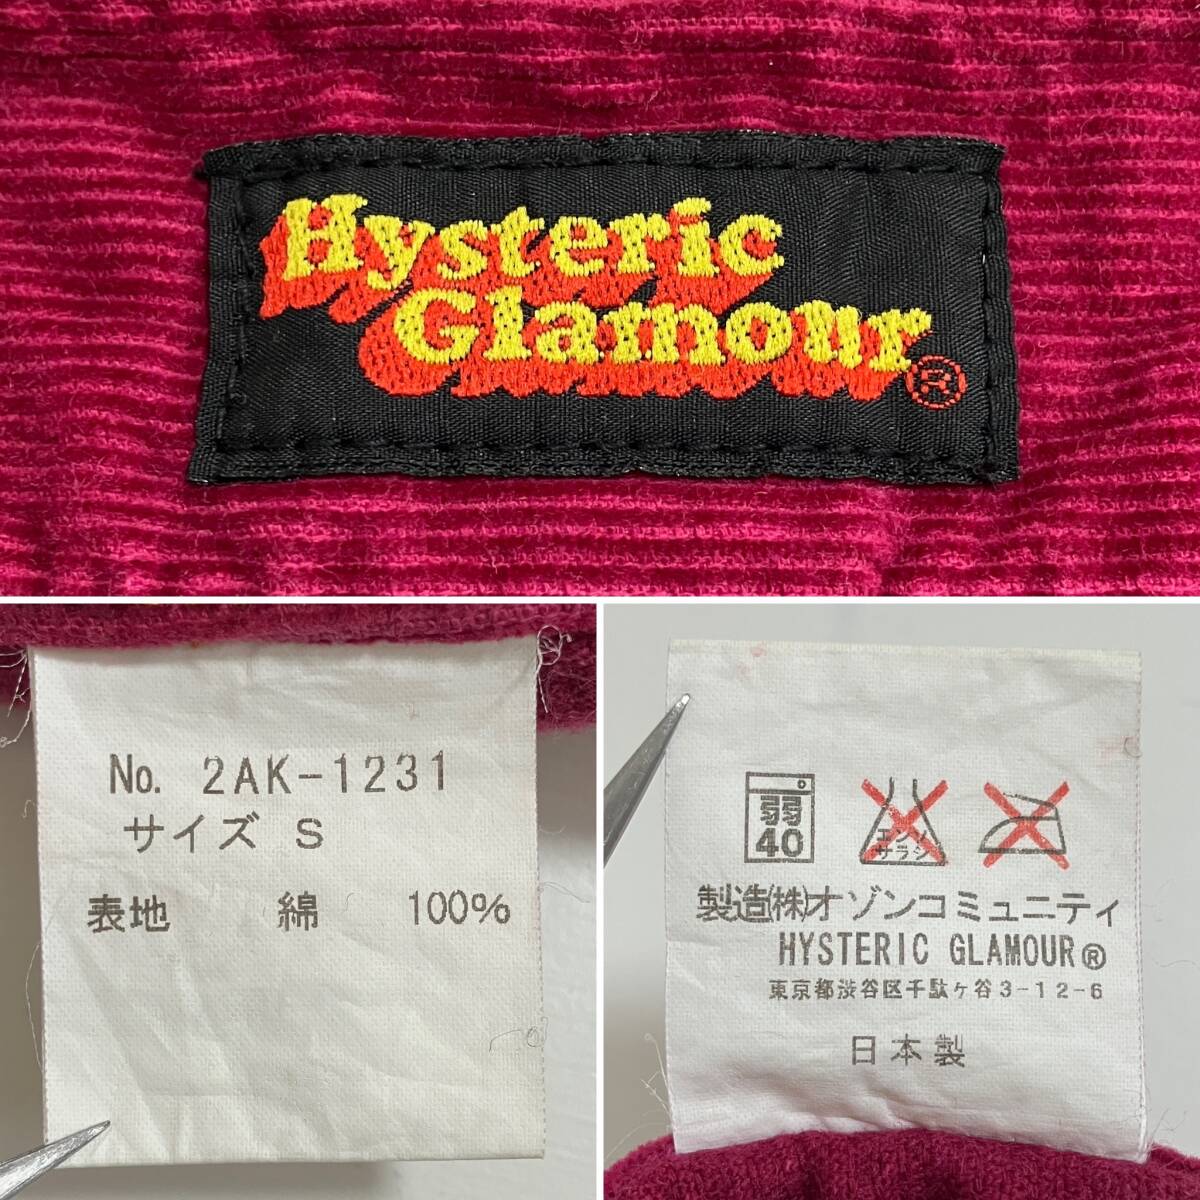 Hysteric
Glamour®
No. 2AK-1231
サイズ S
表地 綿 100%
弱
40
エンソ
サラシ
製造(株)オゾンコミュニティ
HYSTERIC GLAMOUR®
東京都渋谷区千駄ケ谷3-12-6
日本製